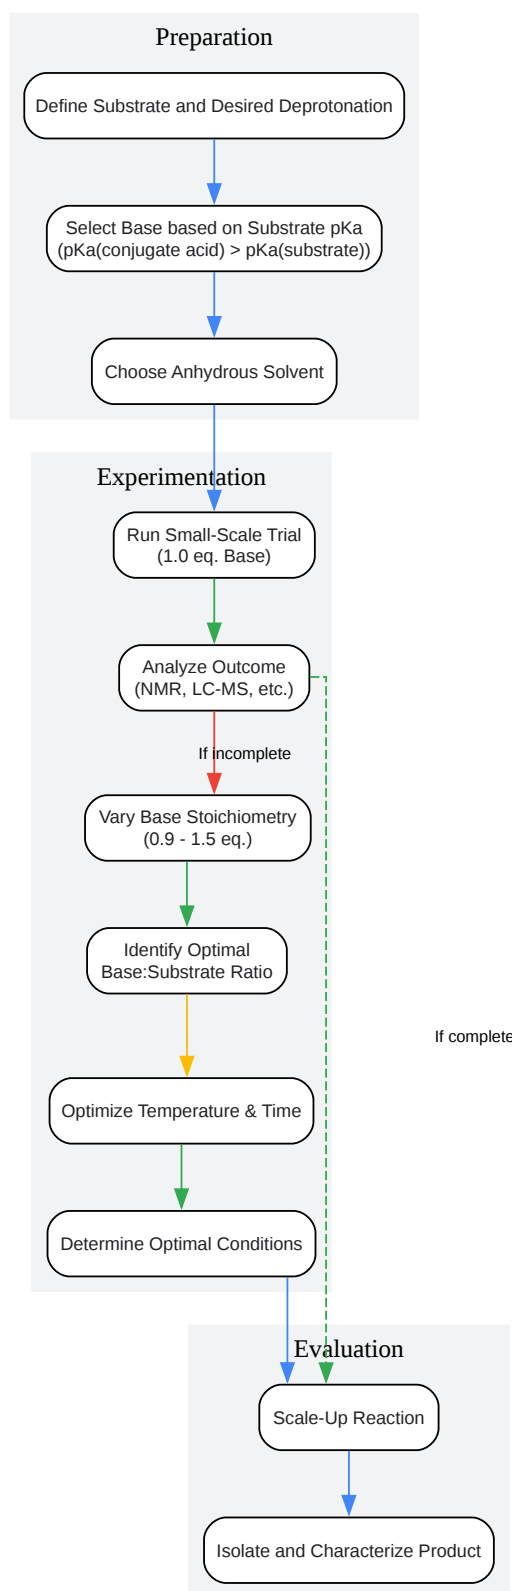 Preparation
Define Substrate and Desired Deprotonation
Select Base based on Substrate pKa
(pKa(conjugate acid) > pKa(substrate))
Choose Anhydrous Solvent
Experimentation
Run Small-Scale Trial
(1.0 eq. Base)
Analyze Outcome
(NMR, LC-MS, etc.)
If incomplete
Vary Base Stoichiometry
(0.9 - 1.5 eq.)
Identify Optimal
Base:Substrate Ratio
If complete
Optimize Temperature & Time
Determine Optimal Conditions
Evaluation
Scale-Up Reaction
Isolate and Characterize Product